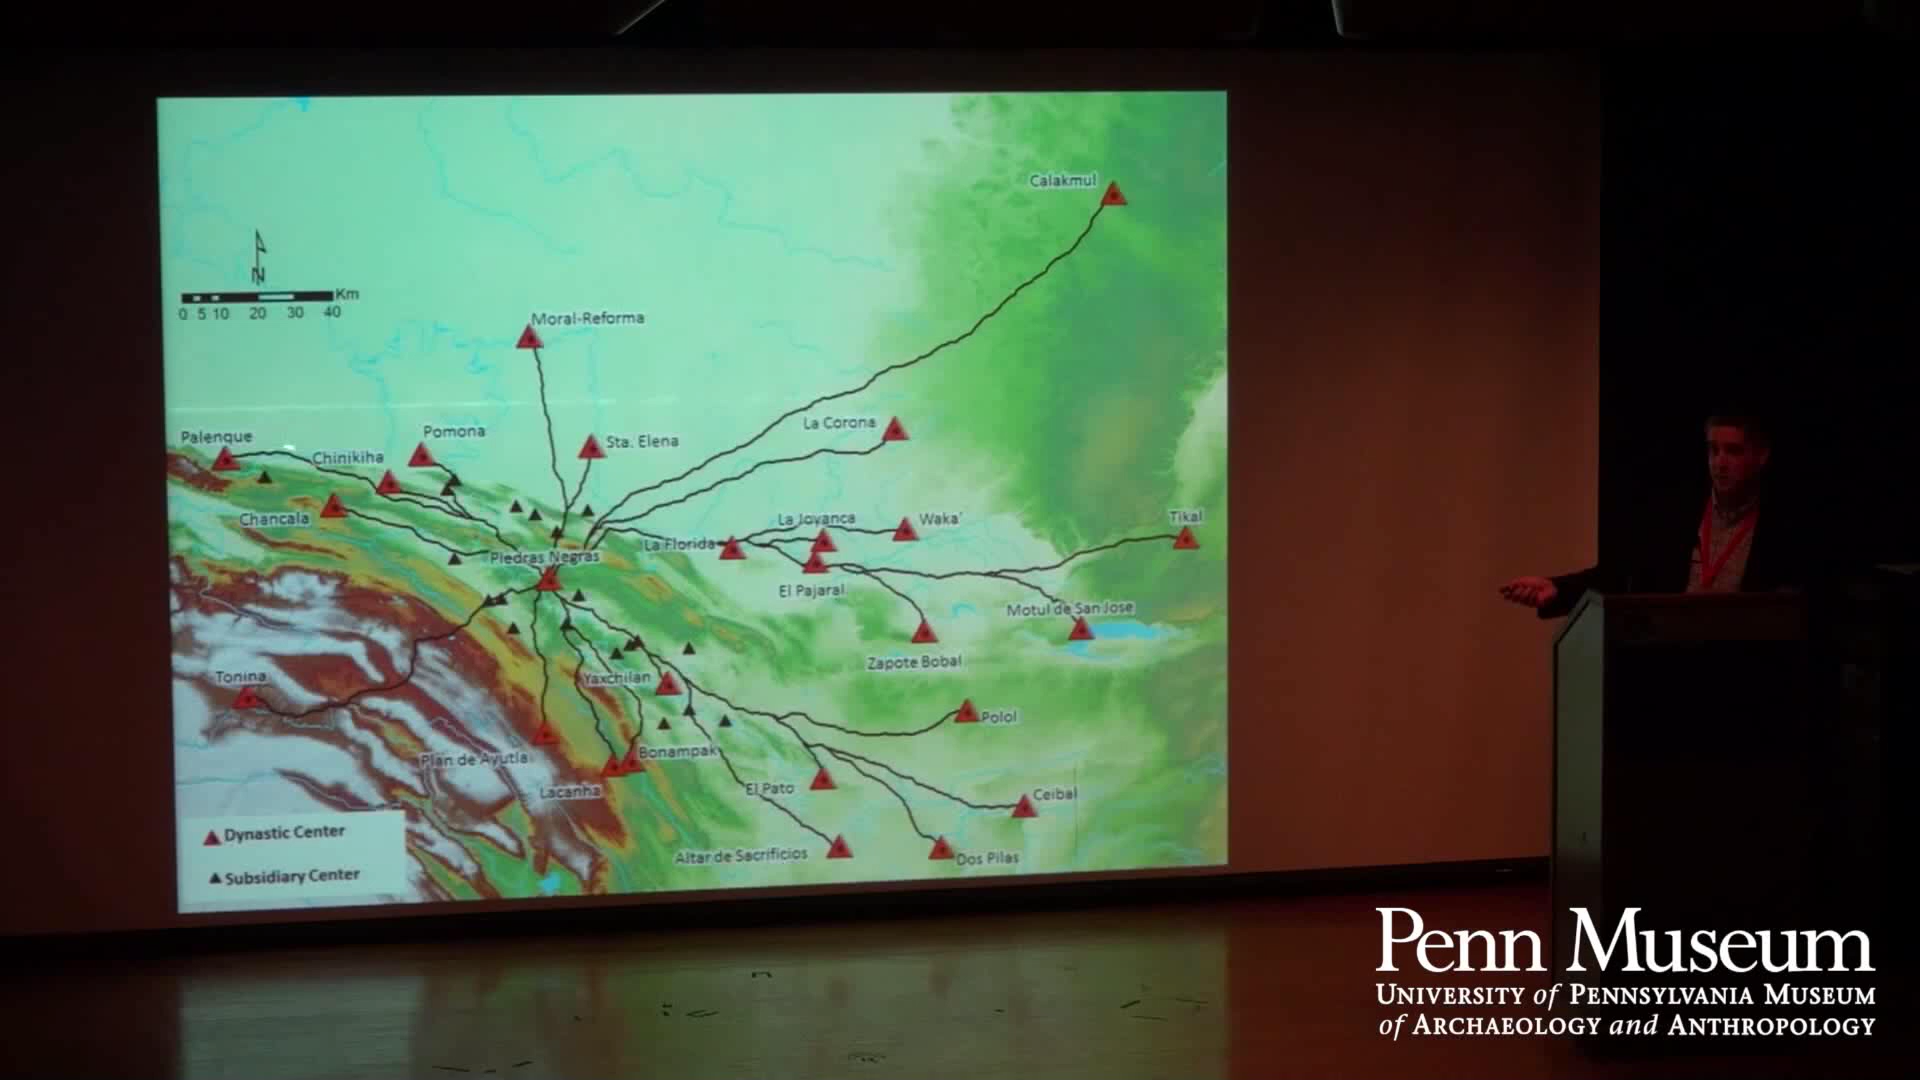 Calakmul
N
Km
0 5 10 20 30 40
Moral-Reforma
La Corona
Palenque
Pomona
Sta. Elena
Chinikiha
Chancala
La Joyanca
Waka'
Tikal
La Florida
Piedras Negras
El Pajaral
Motul de San Jose
Zapote Bobal
Tonina
Yaxchilan
Polol
Plan de Ayutla
Bonampak
Lacanha
El Pato
Ceibal
Altar de Sacrificios
Dos Pilas
Dynastic Center
Subsidiary Center
Penn Museum
UNIVERSITY of PENNSYLVANIA MUSEUM
of ARCHAEOLOGY and ANTHROPOLOGY